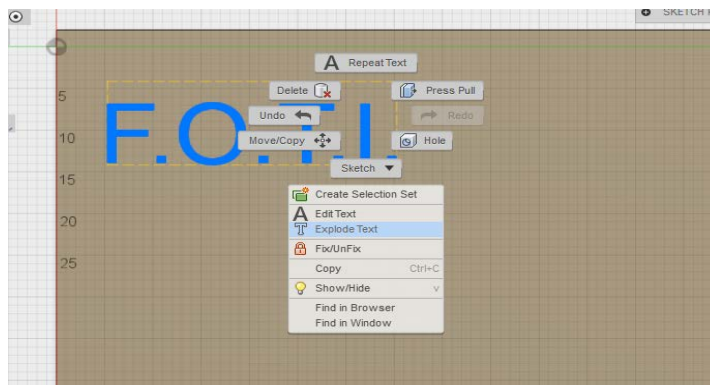 SKETCH
Repeat Text
Delete
Press Pull
5
Undo
Redo
F.O.T.I.
10
Move/Copy
Hole
Sketch
15
Create Selection Set
Edit Text
20
Explode Text
Fix/UnFix
25
Copy Ctrl+C
Show/Hide v
Find in Browser
Find in Window